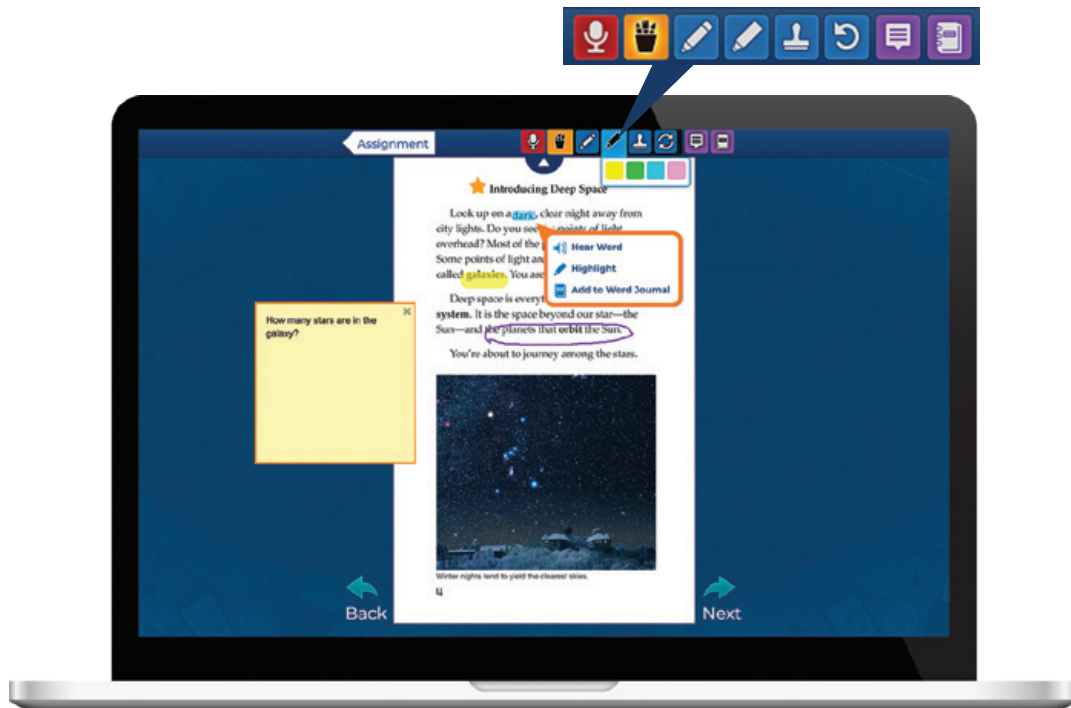 Assignment
Introducing Deep Space
Look up on a dark, clear night away from
city lights. Do you see the points of light
overhead? Most of the p
Some points of light are
called galaxies. You are
Hear Word
Highlight
Add to Word Journal
Deep space is everyt
system. It is the space beyond our star—the
Sun—and the planets that orbit the Sun.
You're about to journey among the stars.
How many stars are in the
galaxy?
Winter nights tend to yield the clearest skies.
4
Back
Next